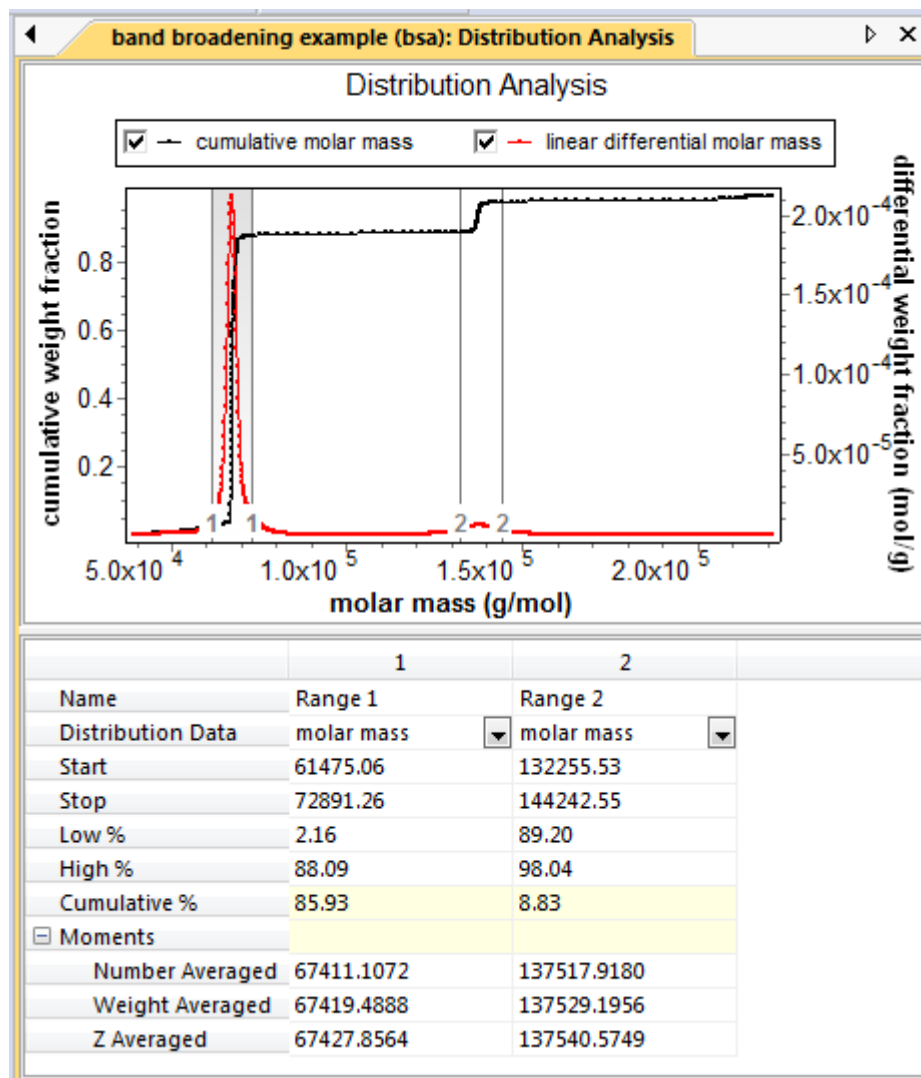 band broadening example (bsa): Distribution Analysis
Distribution Analysis
cumulative molar mass linear differential molar mass
cumulative weight fraction
0.8
0.6
0.4
0.2
2.0x10-4
1.5x10-4
1.0x10-4
5.0x10-5
differential weight fraction (mol/g)
1 1 2 2
5.0x10 4 1.0x10 5 1.5x10 5 2.0x10 5
molar mass (g/mol)
1 2
Name Range 1 Range 2
Distribution Data molar mass molar mass
Start 61475.06 132255.53
Stop 72891.26 144242.55
Low % 2.16 89.20
High % 88.09 98.04
Cumulative % 85.93 8.83
Moments
Number Averaged 67411.1072 137517.9180
Weight Averaged 67419.4888 137529.1956
Z Averaged 67427.8564 137540.5749